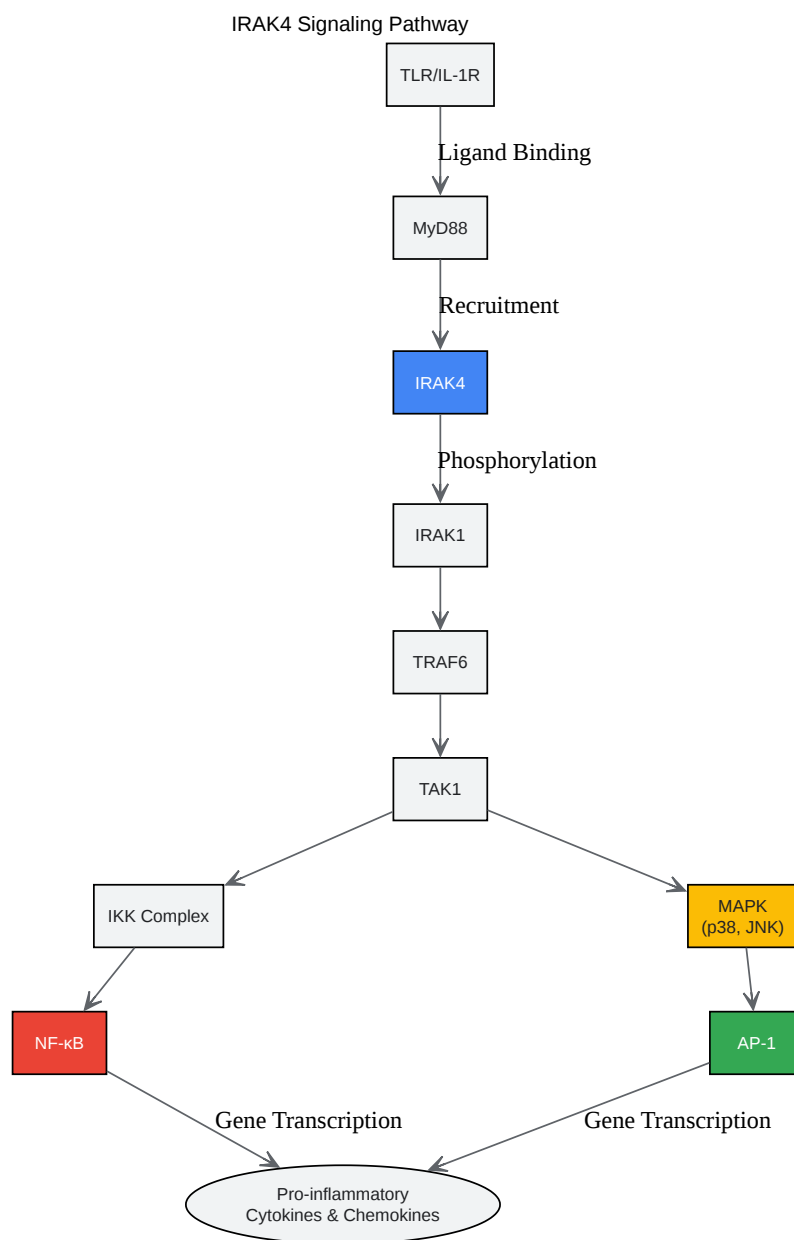 IRAK4 Signaling Pathway
TLR/IL-1R
Ligand Binding
MyD88
Recruitment
IRAK4
Phosphorylation
IRAK1
TRAF6
TAK1
IKK Complex
MAPK
(p38, JNK)
NF-κB
AP-1
Gene Transcription
Gene Transcription
Pro-inflammatory
Cytokines & Chemokines